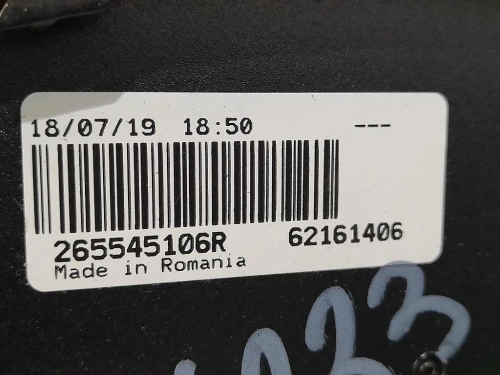 18/07/19 18:50 ---
265545106R 62161406
Made in Romania